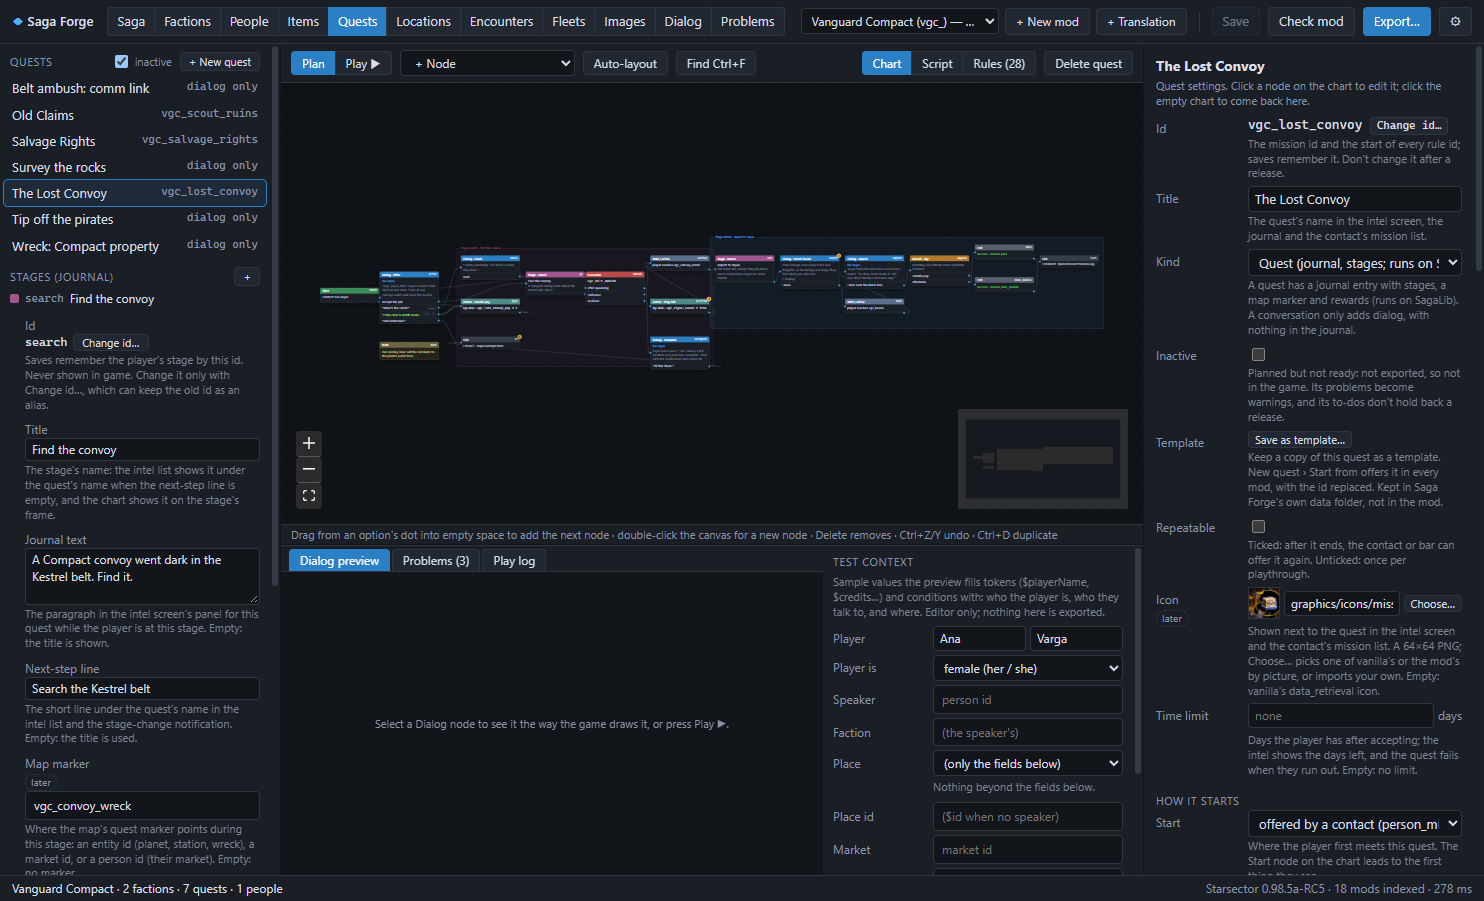 Saga Forge
Saga
Factions
People
Items
Quests
Locations
Encounters
Fleets
Images
Dialog
Problems
Vanguard Compact (vgc_) — ...
+ New mod
+ Translation
Save
Check mod
Export...
QUESTS
inactive
+ New quest
Belt ambush: comm link
dialog only
Old Claims
vgc_scout_ruins
Salvage Rights
vgc_salvage_rights
Survey the rocks
dialog only
The Lost Convoy
vgc_lost_convoy
Tip off the pirates
dialog only
Wreck: Compact property
dialog only
STAGES (JOURNAL)
+
search Find the convoy
Id
search
Change id...
Saves remember the player's stage by this id.
Never shown in game. Change it only with
Change id..., which can keep the old id as an
alias.
Title
Find the convoy
The stage's name: the intel list shows it under
the quest's name when the next-step line is
empty, and the chart shows it on the stage's
frame.
Journal text
A Compact convoy went dark in the
Kestrel belt. Find it.
The paragraph in the intel screen's panel for this
quest while the player is at this stage. Empty:
the title is shown.
Next-step line
Search the Kestrel belt
The short line under the quest's name in the
intel list and the stage-change notification.
Empty: the title is used.
Map marker
later
vgc_convoy_wreck
Where the map's quest marker points during
this stage: an entity id (planet, station, wreck), a
market id, or a person id (their market). Empty:
no marker.
Plan
Play ▶
+ Node
Auto-layout
Find Ctrl+F
Chart
Script
Rules (28)
Delete quest
Drag from an option's dot into empty space to add the next node · double-click the canvas for a new node · Delete removes · Ctrl+Z/Y undo · Ctrl+D duplicate
Dialog preview
Problems (3)
Play log
Select a Dialog node to see it the way the game draws it, or press Play ▶.
TEST CONTEXT
Sample values the preview fills tokens ($playerName,
$credits...) and conditions with: who the player is, who they
talk to, and where. Editor only; nothing here is exported.
Player
Ana
Varga
Player is
female (her / she)
Speaker
person id
Faction
(the speaker's)
Place
(only the fields below)
Nothing beyond the fields below.
Place id
($id when no speaker)
Market
market id
The Lost Convoy
Quest settings. Click a node on the chart to edit it; click the
empty chart to come back here.
Id
vgc_lost_convoy
Change id...
The mission id and the start of every rule id;
saves remember it. Don't change it after a
release.
Title
The Lost Convoy
The quest's name in the intel screen, the
journal and the contact's mission list.
Kind
Quest (journal, stages; runs on S
A quest has a journal entry with stages, a
map marker and rewards (runs on SagaLib).
A conversation only adds dialog, with
nothing in the journal.
Inactive
Planned but not ready: not exported, so not
in the game. Its problems become
warnings, and its to-dos don't hold back a
release.
Template
Save as template...
Keep a copy of this quest as a template.
New quest › Start from offers it in every
mod, with the id replaced. Kept in Saga
Forge's own data folder, not in the mod.
Repeatable
Ticked: after it ends, the contact or bar can
offer it again. Unticked: once per
playthrough.
Icon
later
graphics/icons/miss
Choose...
Shown next to the quest in the intel screen
and the contact's mission list. A 64×64 PNG;
Choose... picks one of vanilla's or the mod's
by picture, or imports your own. Empty:
vanilla's data_retrieval icon.
Time limit
none
days
Days the player has after accepting; the
intel shows the days left, and the quest fails
when they run out. Empty: no limit.
HOW IT STARTS
Start
offered by a contact (person_mi
Where the player first meets this quest. The
Start node on the chart leads to the first
thing they see.
Vanguard Compact · 2 factions · 7 quests · 1 people
Starsector 0.98.5a-RC5 · 18 mods indexed · 278 ms